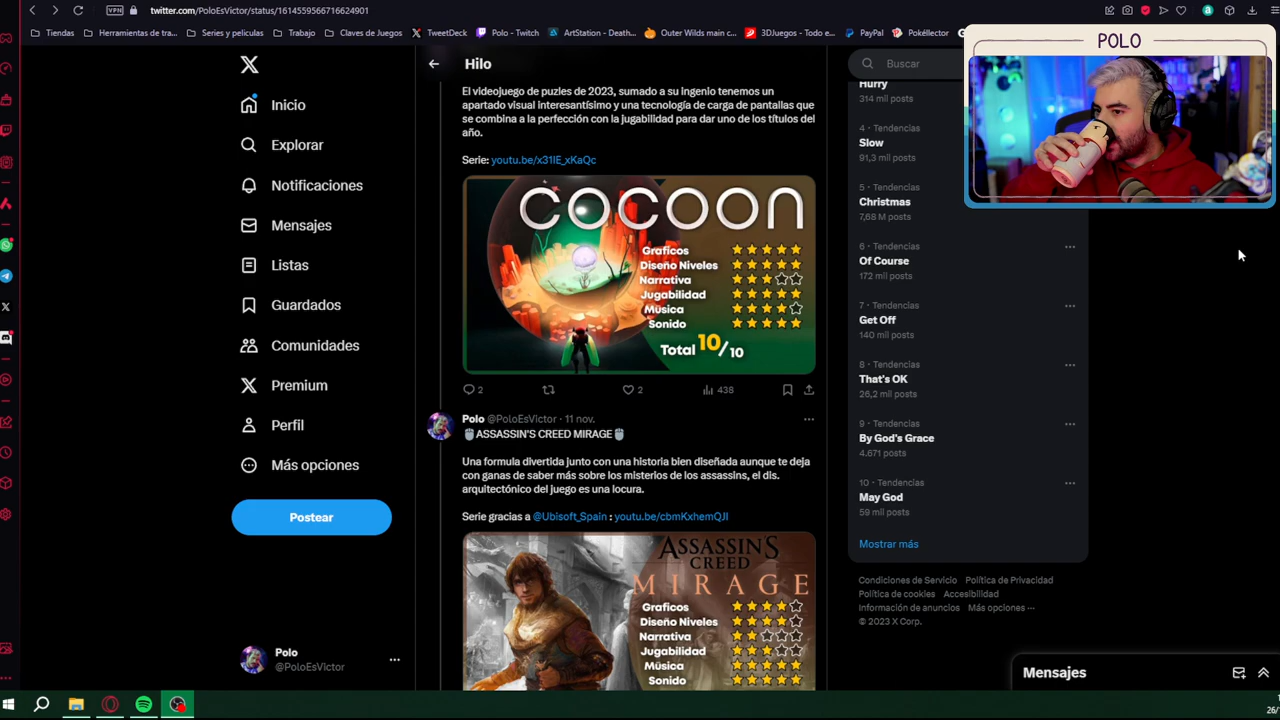 twitter.com/PoloEsVictor/status/1614559566716624901
VPN
Tiendas
Herramientas de tra...
Series y peliculas
Trabajo
Claves de Juegos
TweetDeck
Polo - Twitch
ArtStation - Death...
Outer Wilds main c...
3DJuegos - Todo e...
PayPal
Pokéllector
POLO
Inicio
Explorar
Notificaciones
Mensajes
Listas
Guardados
Comunidades
Premium
Perfil
Más opciones
Postear
Polo
@PoloEsVictor
Hilo
El videojuego de puzles de 2023, sumado a su ingenio tenemos un
apartado visual interesantísimo y una tecnología de carga de pantallas que
se combina a la perfección con la jugabilidad para dar uno de los títulos del
año.
Serie: youtu.be/x31IE_xKaQc
COCOON
Graficos
Diseño Niveles
Narrativa
Jugabilidad
Música
Sonido
Total 10/10
2
2
438
Polo @PoloEsVictor · 11 nov.
ASSASSIN'S CREED MIRAGE
Una formula divertida junto con una historia bien diseñada aunque te deja
con ganas de saber más sobre los misterios de los assassins, el dis.
arquitectónico del juego es una locura.
Serie gracias a @Ubisoft_Spain : youtu.be/cbmKxhemQJI
ASSASSIN'S
CREED
MIRAGE
Graficos
Diseño Niveles
Narrativa
Jugabilidad
Música
Sonido
Buscar
Hurry
314 mil posts
4 · Tendencias
Slow
91,3 mil posts
5 · Tendencias
Christmas
7,68 M posts
6 · Tendencias
Of Course
172 mil posts
7 · Tendencias
Get Off
140 mil posts
8 · Tendencias
That's OK
26,2 mil posts
9 · Tendencias
By God's Grace
4.671 posts
10 · Tendencias
May God
59 mil posts
Mostrar más
Condiciones de Servicio Política de Privacidad
Política de cookies Accesibilidad
Información de anuncios Más opciones ···
© 2023 X Corp.
Mensajes